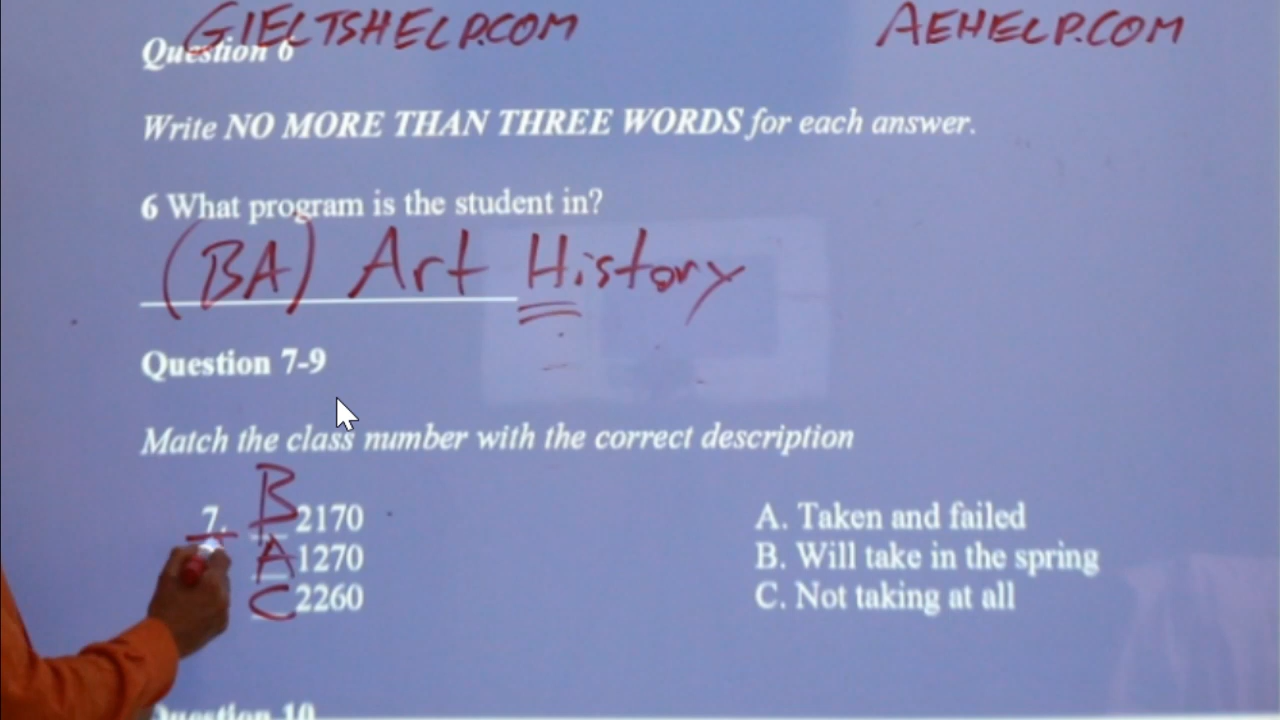 GIELTSHELP.COM AEHELP.COM
Question 6
Write NO MORE THAN THREE WORDS for each answer.
6 What program is the student in?
(BA) Art History
Question 7-9
Match the class number with the correct description
7. B 2170 A. Taken and failed
A 1270 B. Will take in the spring
C 2260 C. Not taking at all
Question 10